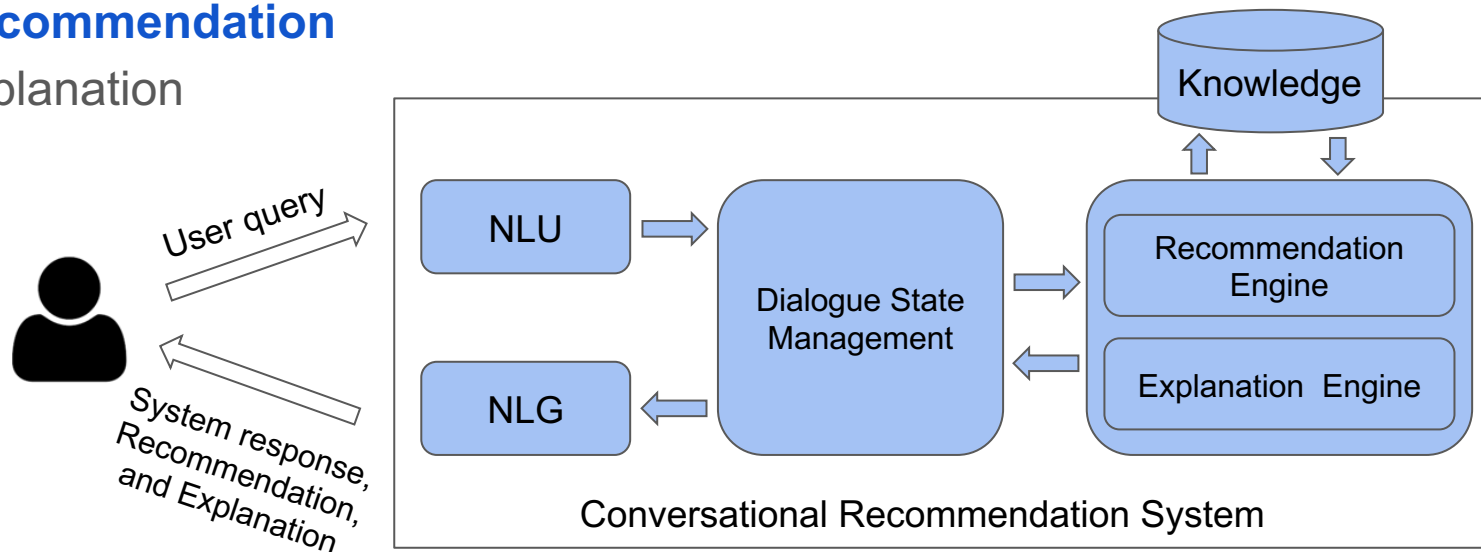 commendation
planation
Knowledge
User query
NLU
Recommendation
Engine
Dialogue State
Management
Explanation Engine
NLG
System response,
Recommendation,
and Explanation
Conversational Recommendation System